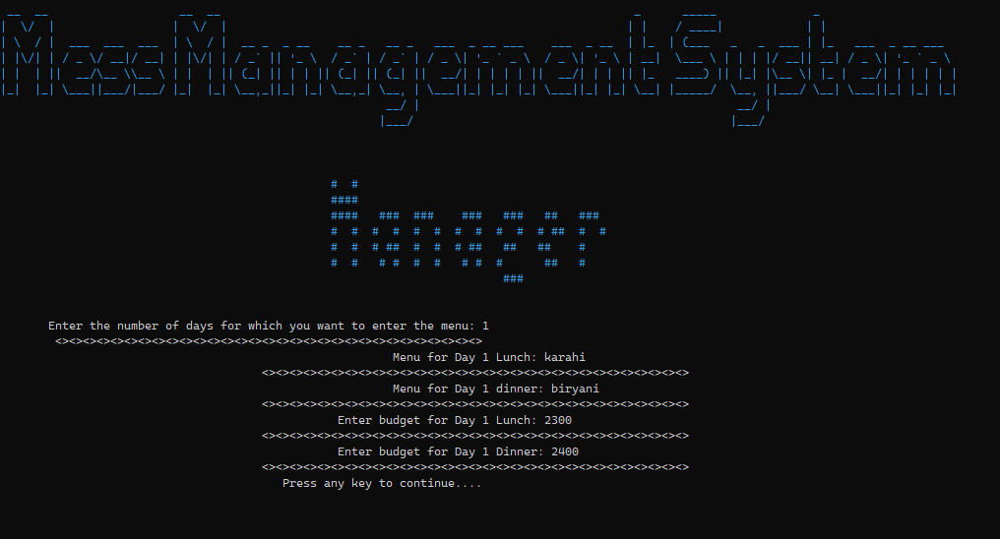 Mess Management System
Manager
Enter the number of days for which you want to enter the menu: 1
<><><><><><><><><><><><><><><><><><><><><><><><><><><><><><><>
Menu for Day 1 Lunch: karahi
<><><><><><><><><><><><><><><><><><><><><><><><><><><><><><><>
Menu for Day 1 dinner: biryani
<><><><><><><><><><><><><><><><><><><><><><><><><><><><><><><>
Enter budget for Day 1 Lunch: 2300
<><><><><><><><><><><><><><><><><><><><><><><><><><><><><><><>
Enter budget for Day 1 Dinner: 2400
<><><><><><><><><><><><><><><><><><><><><><><><><><><><><><><>
Press any key to continue....